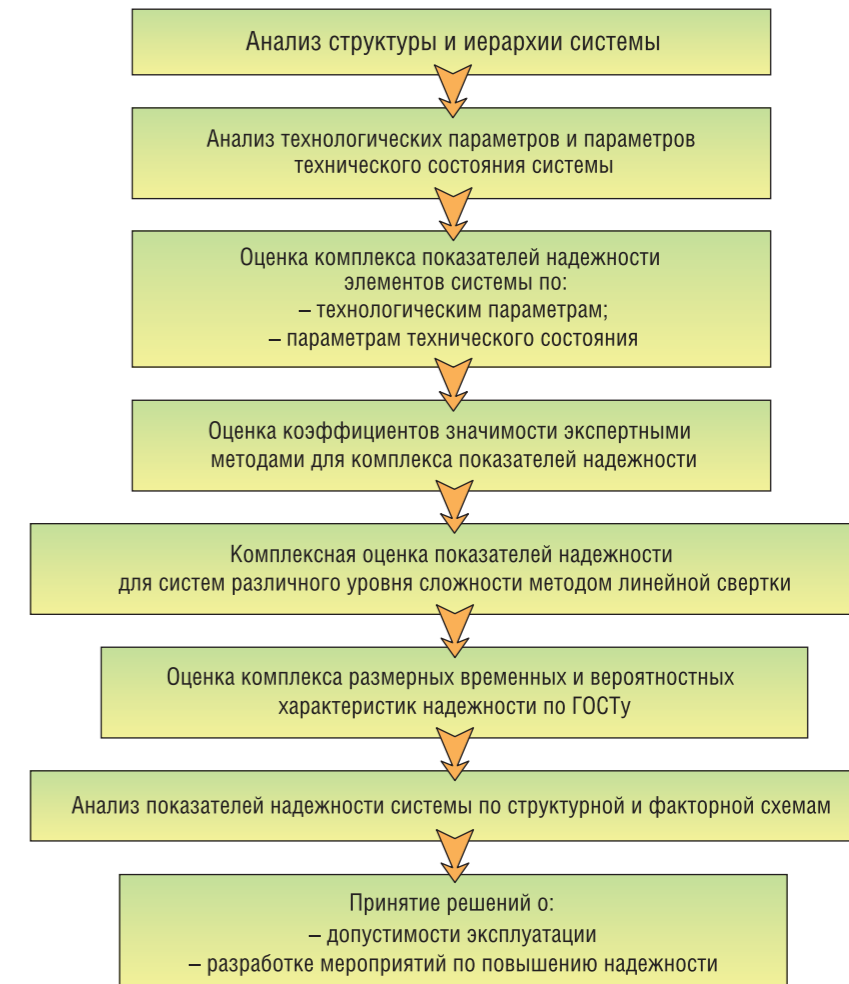 Анализ структуры и иерархии системы
Анализ технологических параметров и параметров
технического состояния системы
Оценка комплекса показателей надежности
элементов системы по:
– технологическим параметрам;
– параметрам технического состояния
Оценка коэффициентов значимости экспертными
методами для комплекса показателей надежности
Комплексная оценка показателей надежности
для систем различного уровня сложности методом линейной свертки
Оценка комплекса размерных временных и вероятностных
характеристик надежности по ГОСТу
Анализ показателей надежности системы по структурной и факторной схемам
Принятие решений о:
– допустимости эксплуатации
– разработке мероприятий по повышению надежности